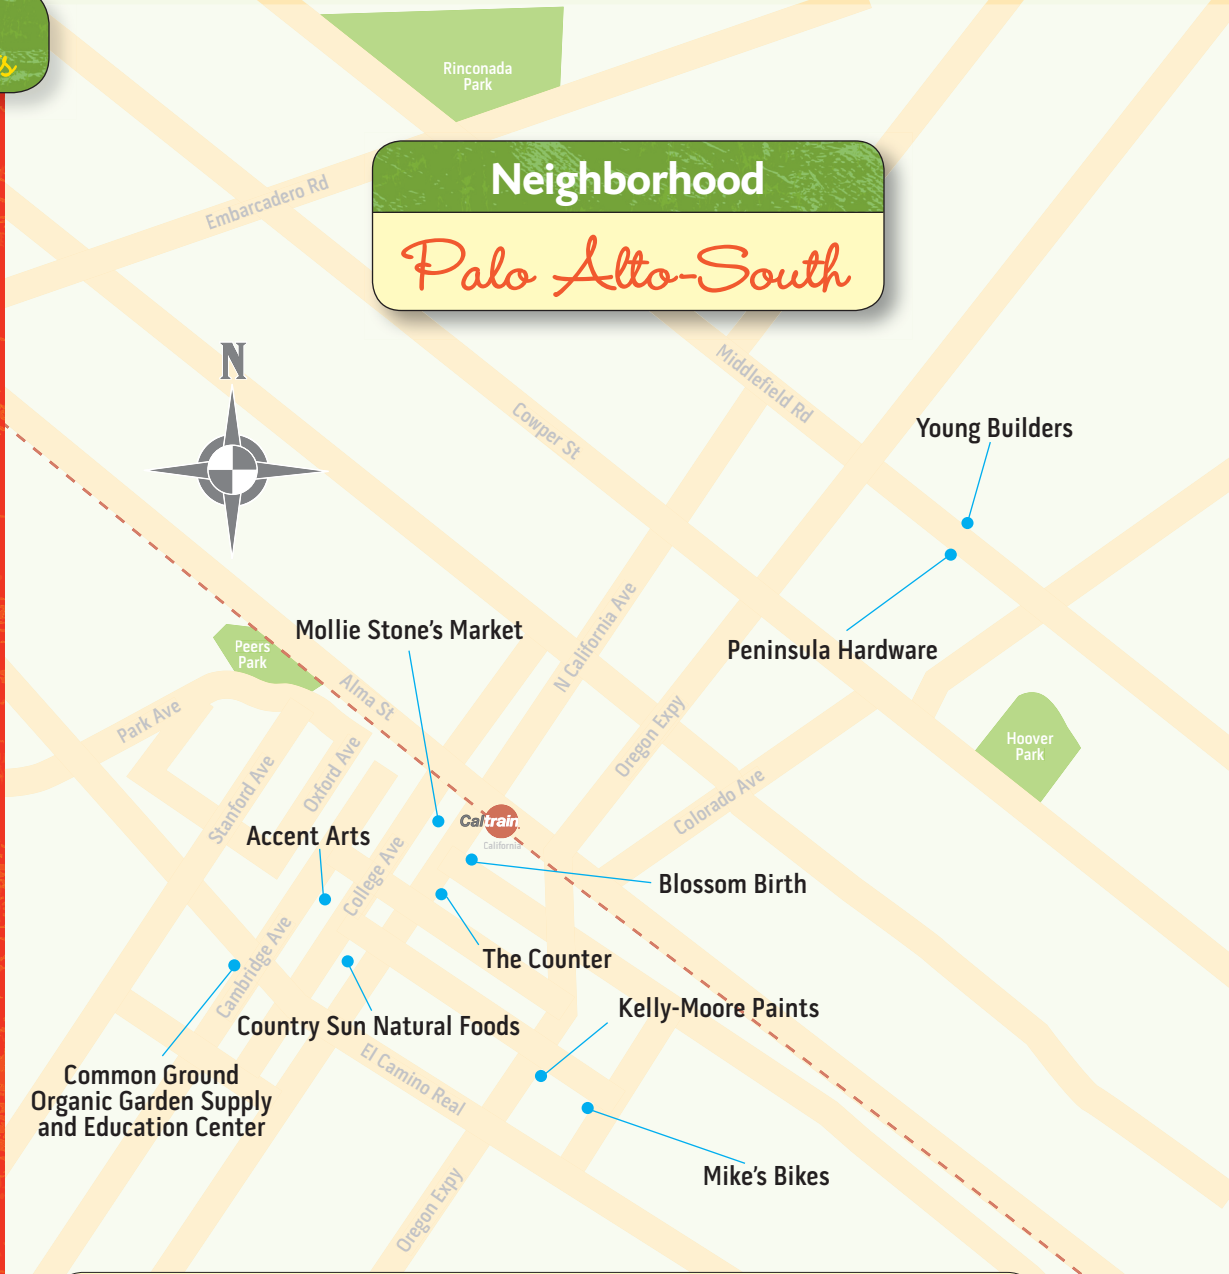 s
Rinconada
Park
Neighborhood
Palo Alto-South
Embarcadero Rd
N
Middlefield Rd
Cowper St
Young Builders
Mollie Stone's Market
Peninsula Hardware
N California Ave
Peers
Park
Alma St
Park Ave
Oregon Expy
Hoover
Park
Stanford Ave
Oxford Ave
Colorado Ave
Accent Arts
Caltrain
California
College Ave
Blossom Birth
The Counter
Cambridge Ave
Kelly-Moore Paints
Country Sun Natural Foods
El Camino Real
Common Ground
Organic Garden Supply
and Education Center
Mike's Bikes
Oregon Expy